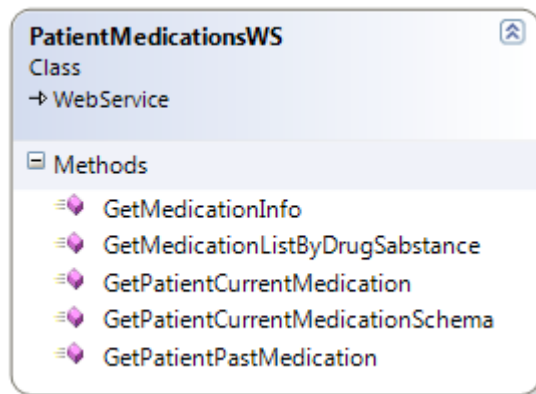 PatientMedicationsWS
Class
WebService
Methods
GetMedicationInfo
GetMedicationListByDrugSabstance
GetPatientCurrentMedication
GetPatientCurrentMedicationSchema
GetPatientPastMedication